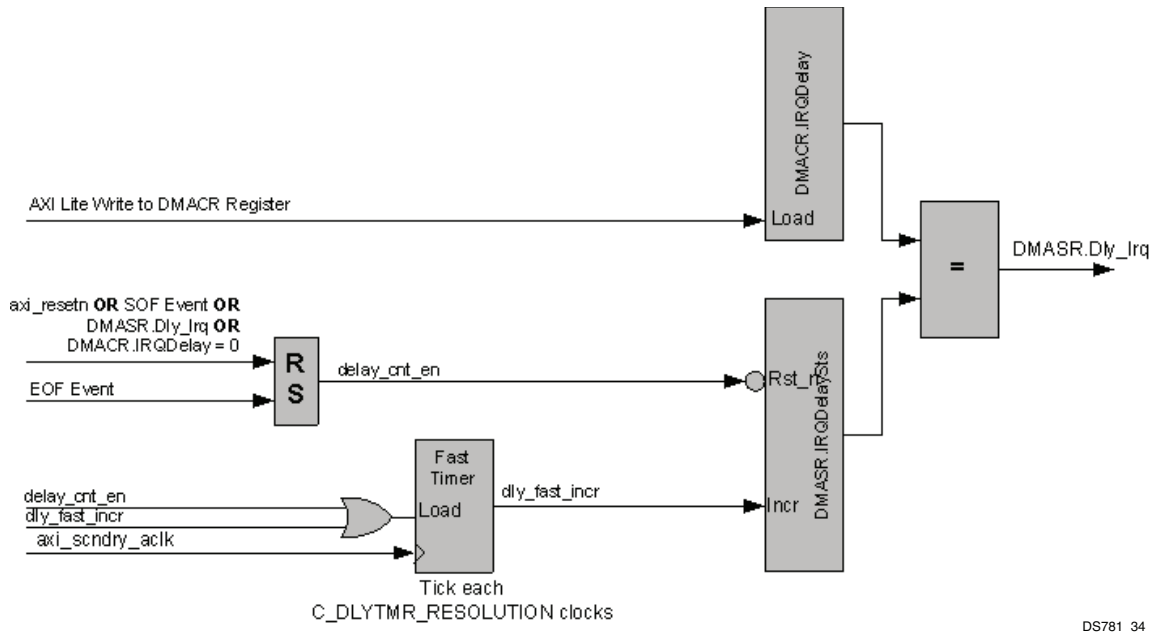 DMACR.IRQDelay
AXI Lite Write to DMACR Register
Load
DMASR.Dly_Irq
=
axi_resetn OR SOF Event OR
DMASR.Dly_Irq OR
DMACR.IRQDelay = 0
R
S
delay_cnt_en
Rst_n
EOF Event
DMASR.IRQDelaySts
Fast
Timer
delay_cnt_en
Load
dly_fast_incr
Incr
dly_fast_incr
axi_scndry_aclk
Tick each
C_DLYTMR_RESOLUTION clocks
DS781_34